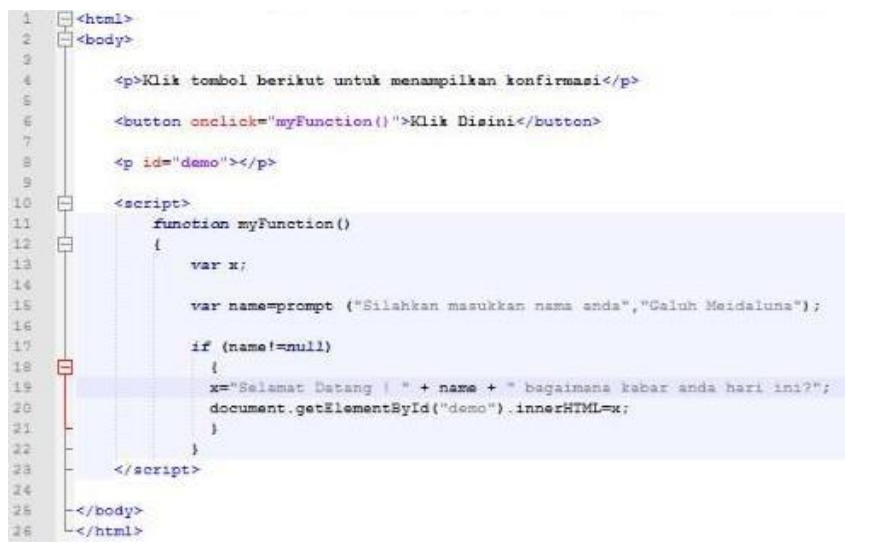 1 <html>
2 <body>
3
4 <p>Klik tombol berikut untuk menampilkan konfirmasi</p>
5
6 <button onclick="myFunction()">Klik Disini</button>
7
8 <p id="demo"></p>
9
10 <script>
11 function myFunction()
12 {
13 var x;
14
15 var name=prompt ("Silahkan masukkan nama anda","Galuh Meidaluna");
16
17 if (name!=null)
18 {
19 x="Selamat Datang ! " + name + " bagaimana kabar anda hari ini?";
20 document.getElementById("demo").innerHTML=x;
21 }
22 }
23 </script>
24
25 </body>
26 </html>